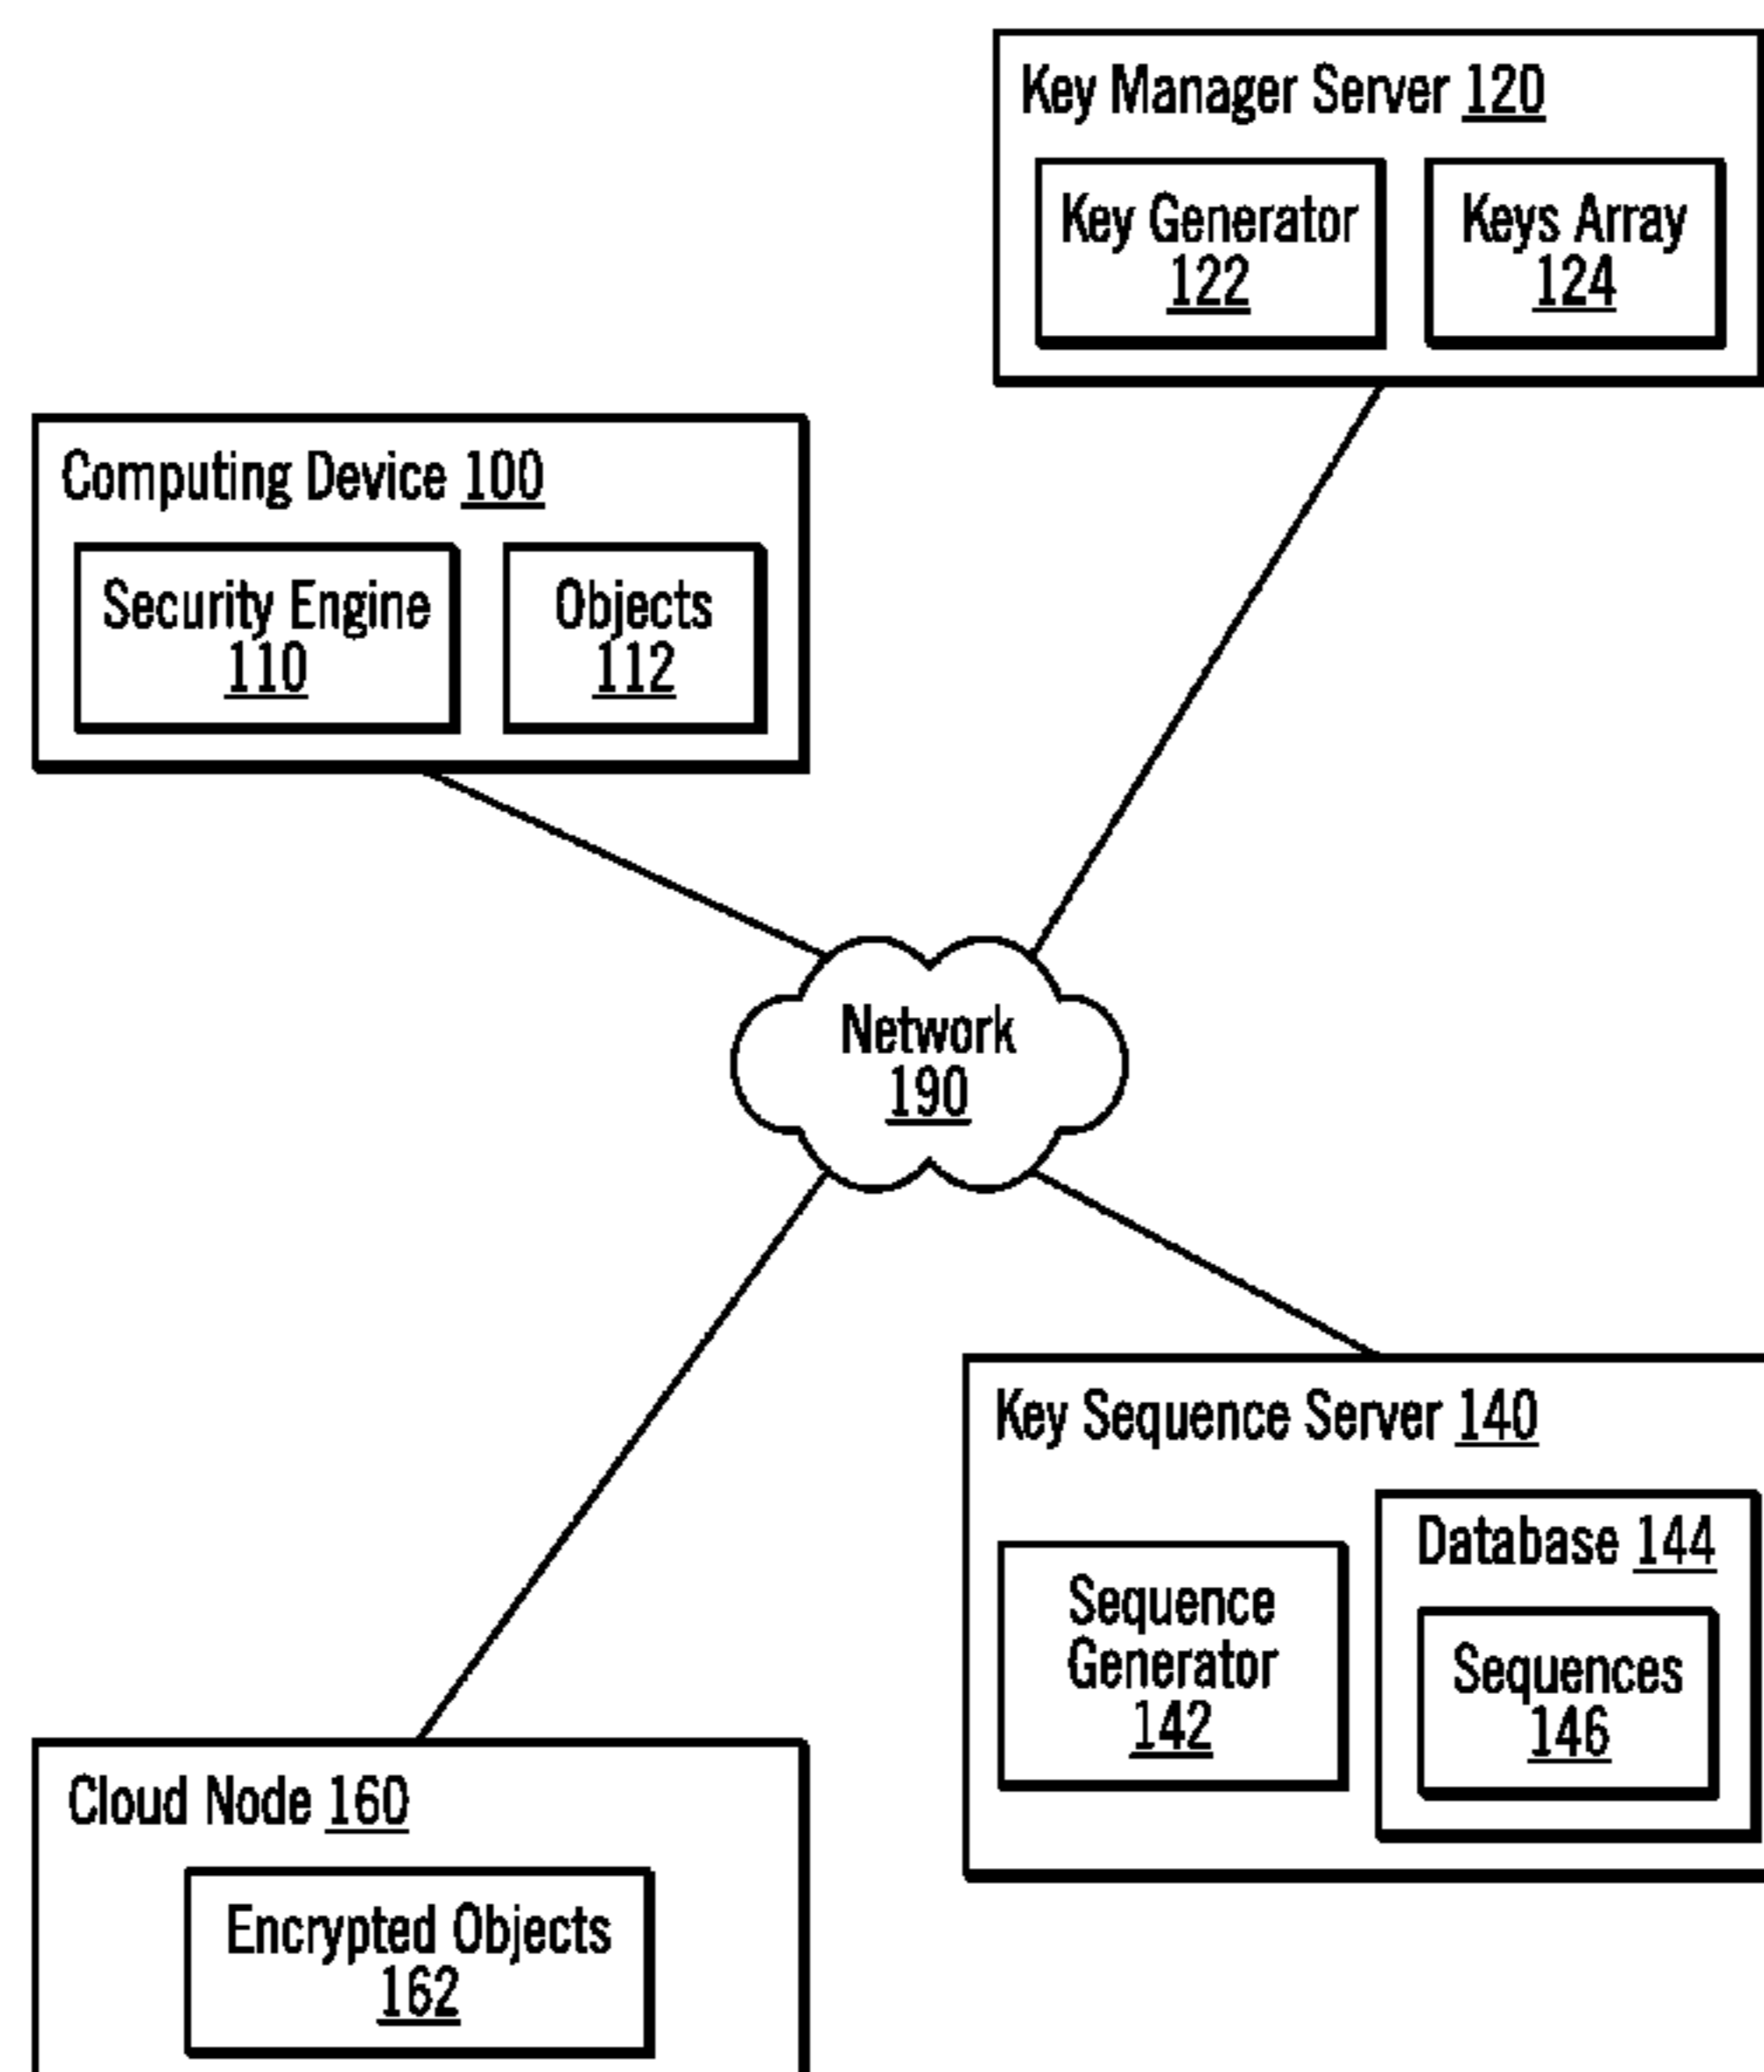 Key Manager Server 120
Key Generator
122
Keys Array
124
Computing Device 100
Security Engine
110
Objects
112
Network
190
Key Sequence Server 140
Sequence
Generator
142
Database 144
Sequences
146
Cloud Node 160
Encrypted Objects
162